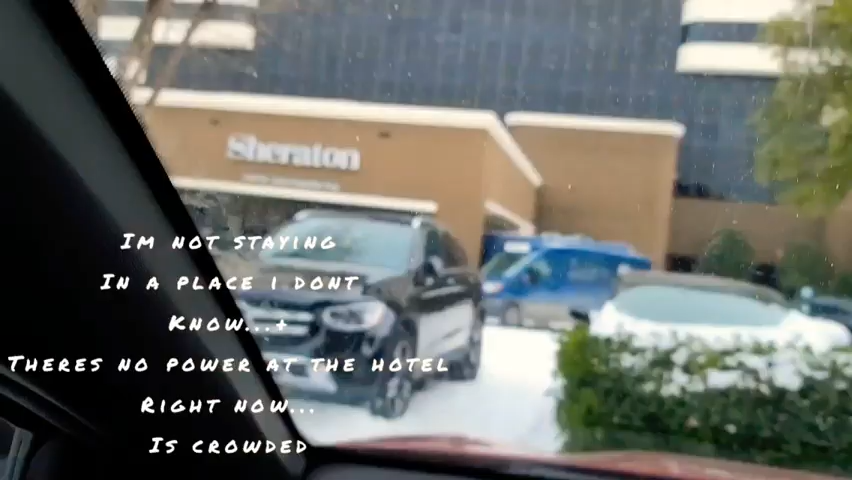 Sheraton
Im not staying
In a place i dont
Know...+
Theres no power at the hotel
Right now...
Is crowded